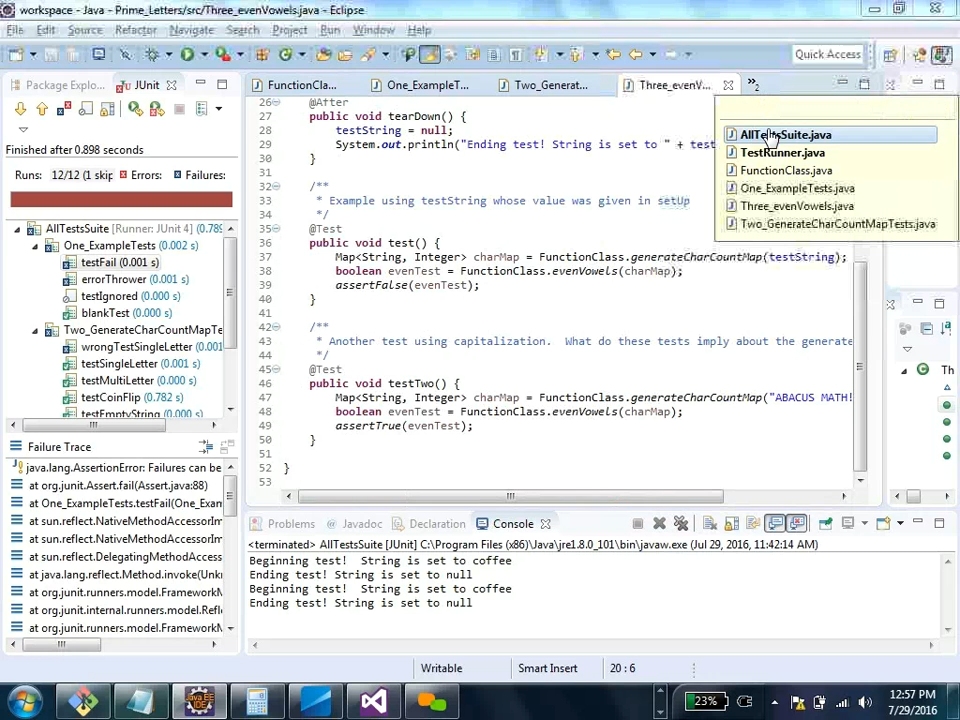 workspace - Java - Prime_Letters/src/Three_evenVowels.java - Eclipse
File Edit Source Refactor Navigate Search Project Run Window Help
Quick Access
Package Explo
JUnit
FunctionCla...
One_ExampleT...
Two_Generat...
Three_evenV...
»2
Finished after 0.898 seconds
Runs: 12/12 (1 skip
Errors:
Failures:
AllTestsSuite [Runner: JUnit 4] (0.789
One_ExampleTests (0.002 s)
testFail (0.001 s)
errorThrower (0.000 s)
testIgnored (0.000 s)
blankTest (0.000 s)
Two_GenerateCharCountMapTe
wrongTestSingleLetter (0.001
testSingleLetter (0.001 s)
testMultiLetter (0.000 s)
testCoinFlip (0.782 s)
testEmptyString (0.000 s)
Failure Trace
java.lang.AssertionError: Failures can be
at org.junit.Assert.fail(Assert.java:88)
at One_ExampleTests.testFail(One_Exam
at sun.reflect.NativeMethodAccessorIm
at sun.reflect.NativeMethodAccessorIm
at sun.reflect.DelegatingMethodAccess
at java.lang.reflect.Method.invoke(Unkn
at org.junit.runners.model.FrameworkM
at org.junit.internal.runners.model.Refle
at org.junit.runners.model.FrameworkM
26 @After
27 public void tearDown() {
28 testString = null;
29 System.out.println("Ending test! String is set to " + test
30 }
31
32 /**
33 * Example using testString whose value was given in setUp
34 */
35 @Test
36 public void test() {
37 Map<String, Integer> charMap = FunctionClass.generateCharCountMap(testString);
38 boolean evenTest = FunctionClass.evenVowels(charMap);
39 assertFalse(evenTest);
40 }
41
42 /**
43 * Another test using capitalization. What do these tests imply about the generate
44 */
45 @Test
46 public void testTwo() {
47 Map<String, Integer> charMap = FunctionClass.generateCharCountMap("ABACUS MATH!
48 boolean evenTest = FunctionClass.evenVowels(charMap);
49 assertTrue(evenTest);
50 }
51
52 }
53
AllTestsSuite.java
TestRunner.java
FunctionClass.java
One_ExampleTests.java
Three_evenVowels.java
Two_GenerateCharCountMapTests.java
Th
Problems
Javadoc
Declaration
Console
<terminated> AllTestsSuite [JUnit] C:\Program Files (x86)\Java\jre1.8.0_101\bin\javaw.exe (Jul 29, 2016, 11:42:14 AM)
Beginning test! String is set to coffee
Ending test! String is set to null
Beginning test! String is set to coffee
Ending test! String is set to null
Writable
Smart Insert
20 : 6
23%
12:57 PM
7/29/2016